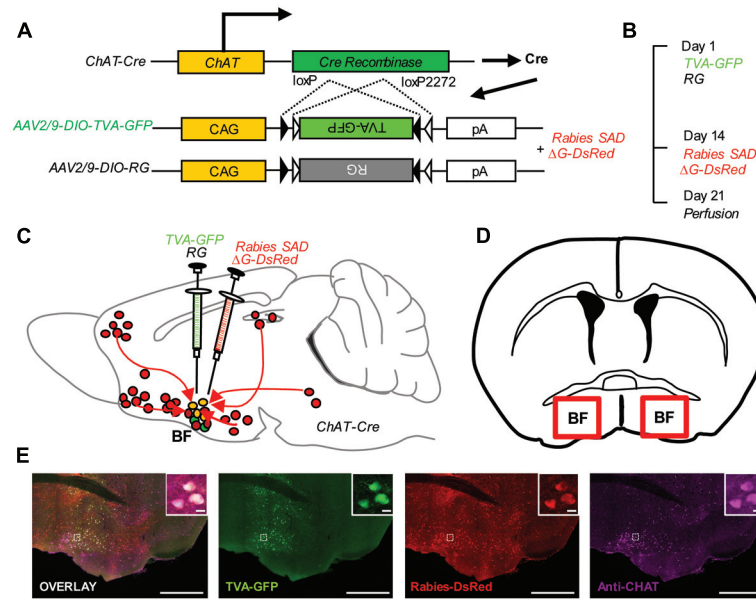 A
ChAT-Cre
ChAT
Cre Recombinase
Cre
loxP
loxP2272
AAV2/9-DIO-TVA-GFP
CAG
TVA-GFP
pA
AAV2/9-DIO-RG
CAG
RG
pA
+ Rabies SAD
ΔG-DsRed
B
Day 1
TVA-GFP
RG
Day 14
Rabies SAD
ΔG-DsRed
Day 21
Perfusion
C
TVA-GFP
RG
Rabies SAD
ΔG-DsRed
BF
ChAT-Cre
D
BF
BF
E
OVERLAY
TVA-GFP
Rabies-DsRed
Anti-CHAT